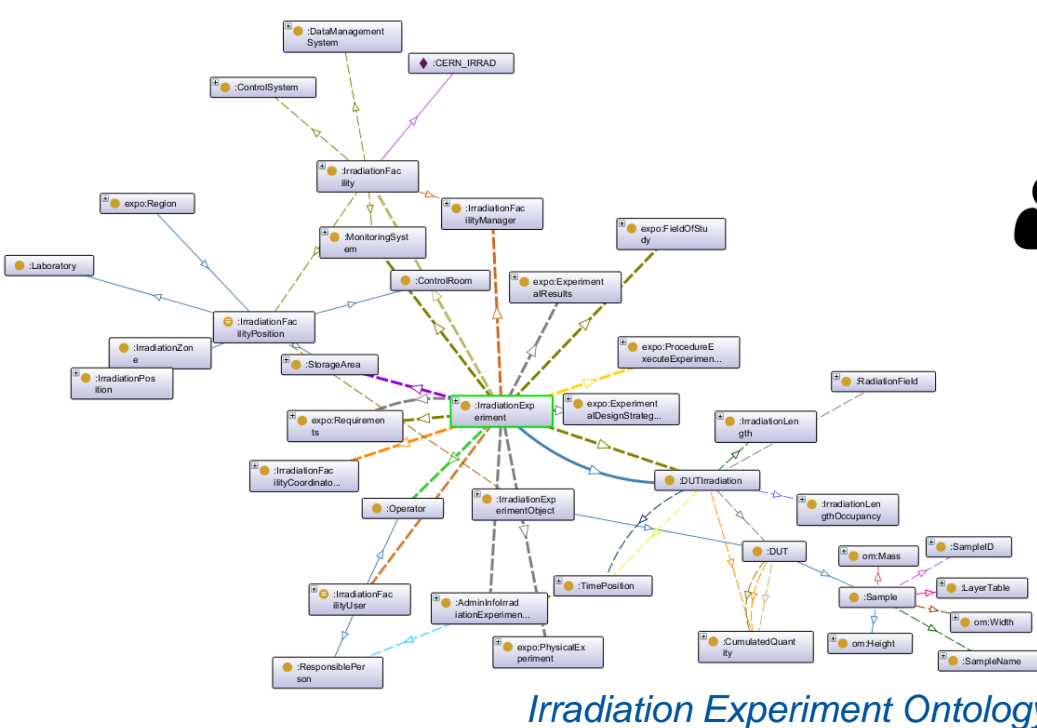 :DataManagement
System
:CERN_IRRAD
:ControlSystem
:IrradiationFac
ility
expo:Region
:IrradiationFac
ilityManager
expo:FieldOfStu
dy
:MonitoringSyst
em
:Laboratory
:ControlRoom
expo:Experiment
alResults
:IrradiationFac
ilityPosition
:IrradiationZon
e
expo:ProcedureE
xecuteExperimen...
:StorageArea
:IrradiationPos
ition
:RadiationField
:IrradiationExp
eriment
expo:Experiment
alDesignStrateg...
expo:Requiremen
ts
:IrradiationLen
gth
:IrradiationFac
ilityCoordinato...
:DUTIrradiation
:IrradiationExp
erimentObject
:Operator
:IrradiationLen
gthOccupancy
:DUT
om:Mass
:SampleID
:TimePosition
:LayerTable
:IrradiationFac
ilityUser
:Sample
:AdminInfoIrrad
iationExperimen...
om:Width
:CumulatedQuant
ity
om:Height
expo:PhysicalEx
periment
:SampleName
:ResponsiblePer
son
Irradiation Experiment Ontology